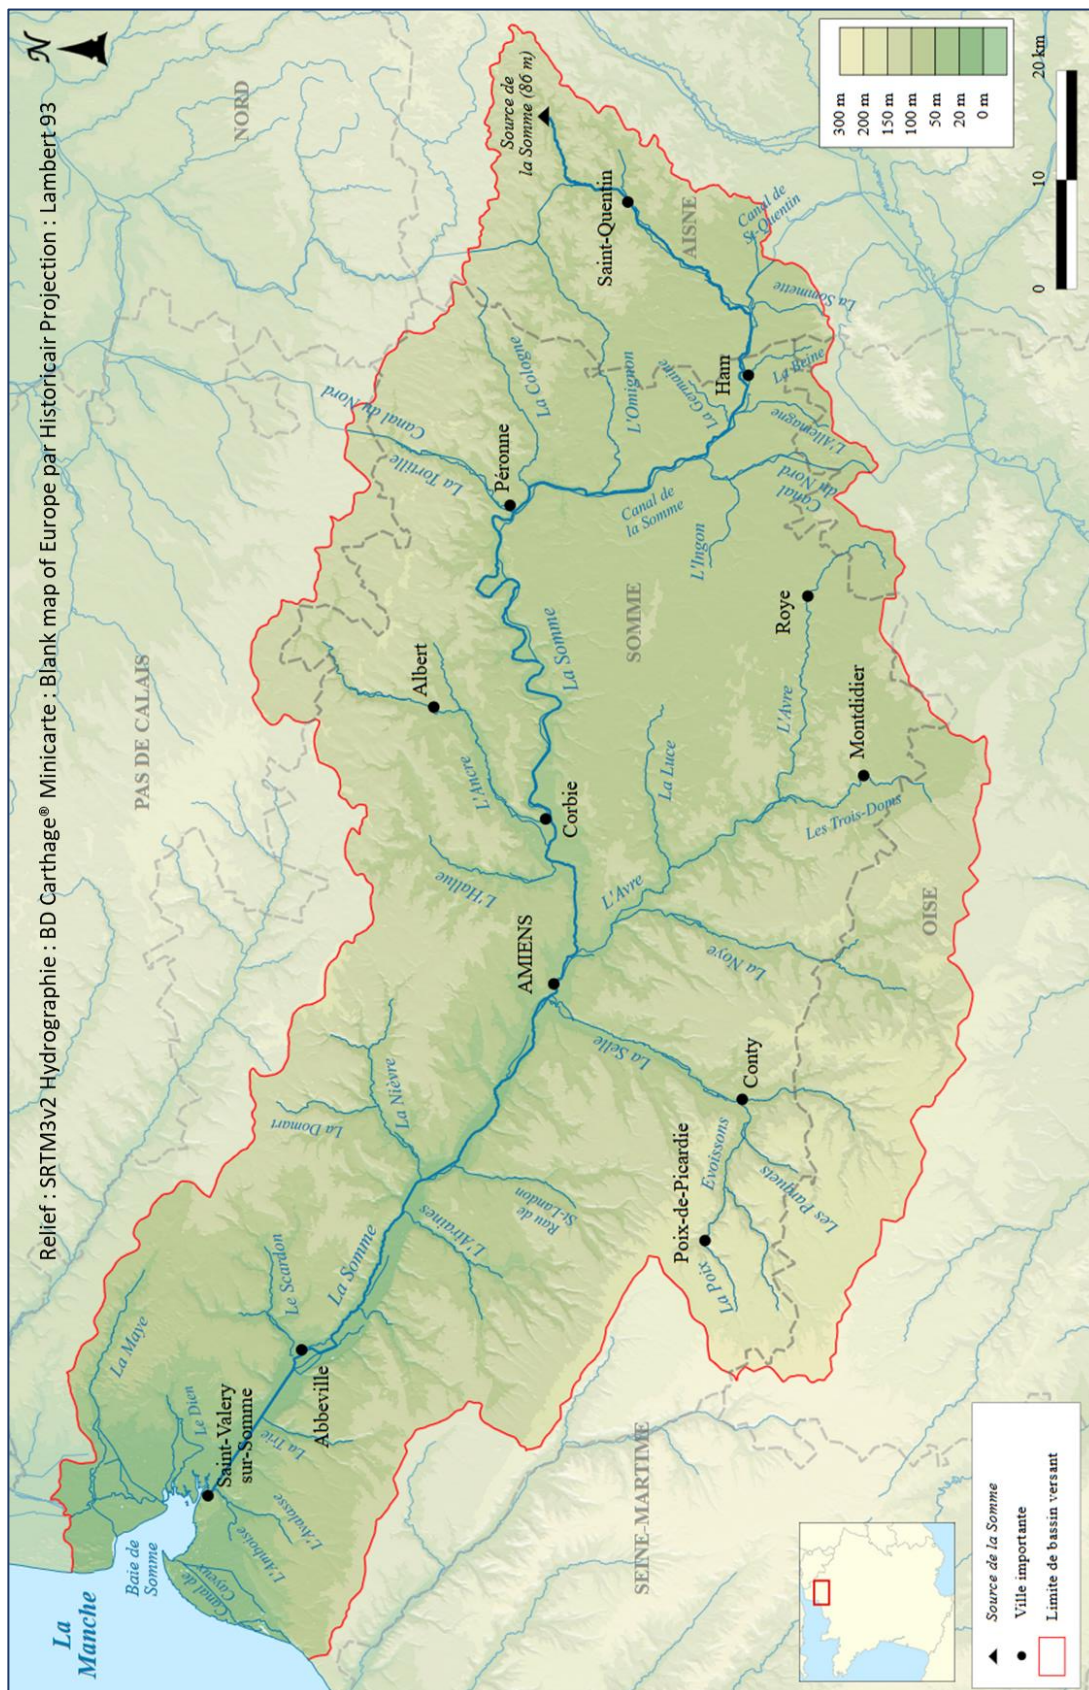 Relief : SRTM3v2 Hydrographie : BD Carthage® Minicarte : Blank map of Europe par Historicair Projection : Lambert 93
N
La
Manche
Baie de
Somme
Canal de
Cayeux
L'Amboise
L'Avalasse
Saint-Valery
sur-Somme
Le Dien
La Maye
La Trie
Abbeville
Le Scardon
La Somme
L'Airaines
Rau de
St-Landon
La Domart
La Nièvre
PAS DE CALAIS
NORD
SEINE-MARTIME
Poix-de-Picardie
La Poix
Evoissons
Les Parquets
Conty
La Selle
AMIENS
L'Hallue
L'Ancre
Albert
Corbie
La Somme
SOMME
L'Avre
La Noye
La Luce
L'Avre
Les Trois-Doms
Montdidier
Roye
OISE
Péronne
La Tortille
Canal du Nord
La Cologne
L'Omignon
Canal de
la Somme
L'Ingon
Canal
du Nord
L'Allemagne
La Germaine
Ham
La Beine
La Sommette
Canal de
St-Quentin
AISNE
Saint-Quentin
Source de
la Somme (86 m)
300 m
200 m
150 m
100 m
50 m
20 m
0 m
0
10
20 km
Source de la Somme
Ville importante
Limite de bassin versant